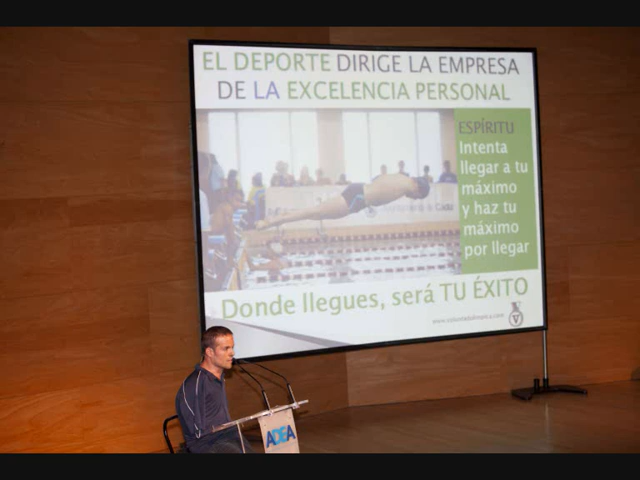 EL DEPORTE DIRIGE LA EMPRESA
DE LA EXCELENCIA PERSONAL
ESPÍRITU
Intenta
llegar a tu
máximo
y haz tu
máximo
por llegar
Donde llegues, será TU ÉXITO
ADEA